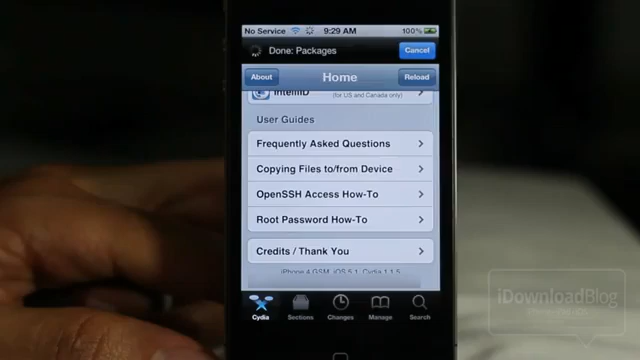 No Service 9:29 AM 100%
Done: Packages Cancel
About Home Reload
IntelliID (for US and Canada only)
User Guides
Frequently Asked Questions
Copying Files to/from Device
OpenSSH Access How-To
Root Password How-To
Credits / Thank You
iPhone 4 GSM, iOS 5.1, Cydia 1.1.5
Cydia Sections Changes Manage Search
iDownloadBlog